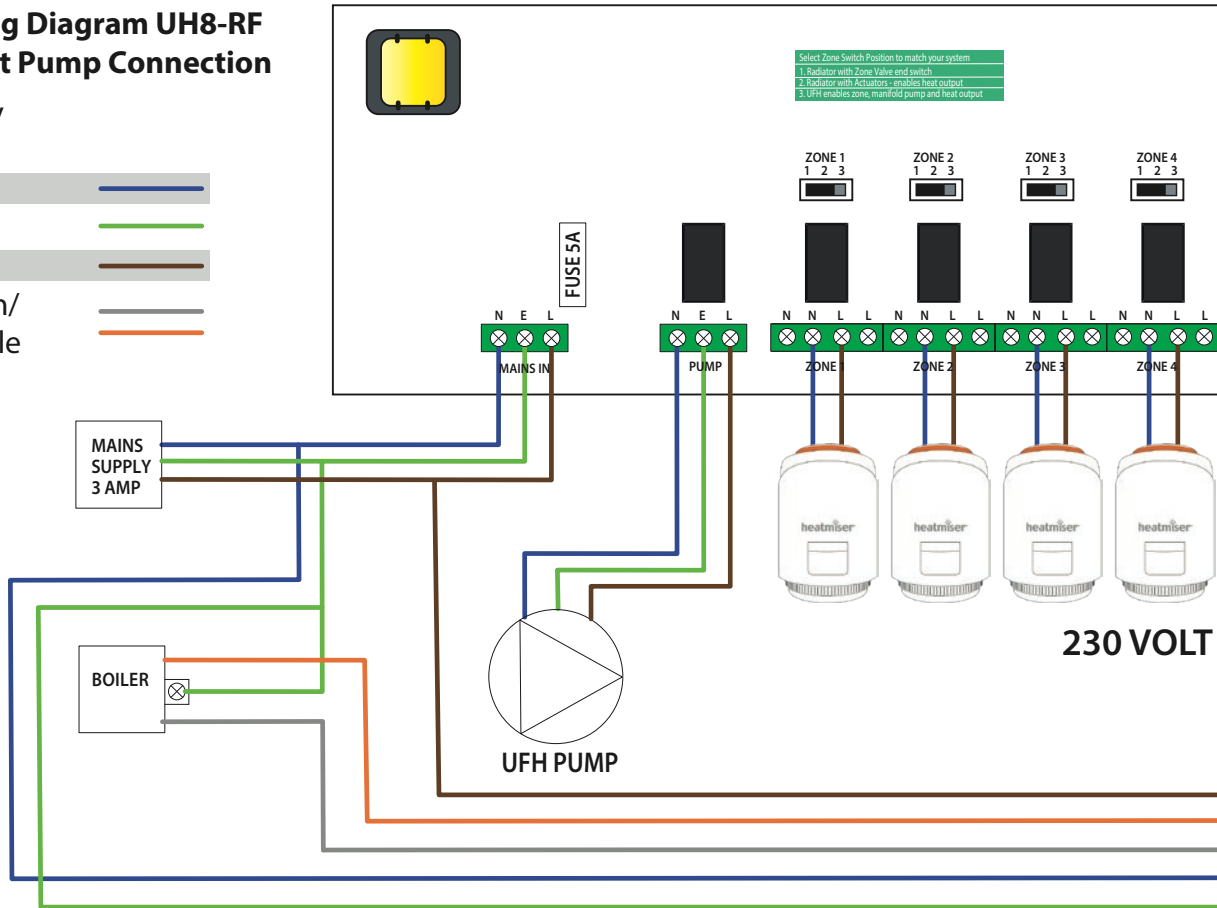 g Diagram UH8-RF
t Pump Connection
n/
le
Select Zone Switch Position to match your system
1. Radiator with Zone Valve end switch
2. Radiator with Actuators - enables heat output
3. UFH enables zone, manifold pump and heat output
ZONE 1 ZONE 2 ZONE 3 ZONE 4
1 2 3 1 2 3 1 2 3 1 2 3
FUSE 5A
N E L N E L N N L L N N L L N N L L N N L L
MAINS IN PUMP ZONE 1 ZONE 2 ZONE 3 ZONE 4
MAINS
SUPPLY
3 AMP
heatmiser heatmiser heatmiser heatmiser
230 VOLT
BOILER
UFH PUMP